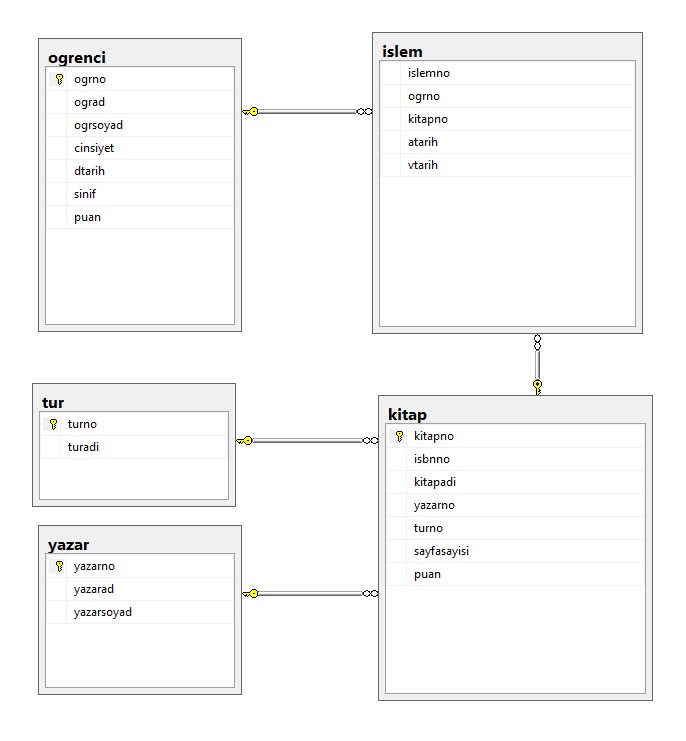 ogrenci
ogrno
ograd
ogrsoyad
cinsiyet
dtarih
sinif
puan
islem
islemno
ogrno
kitapno
atarih
vtarih
tur
turno
turadi
yazar
yazarno
yazarad
yazarsoyad
kitap
kitapno
isbnno
kitapadi
yazarno
turno
sayfasayisi
puan